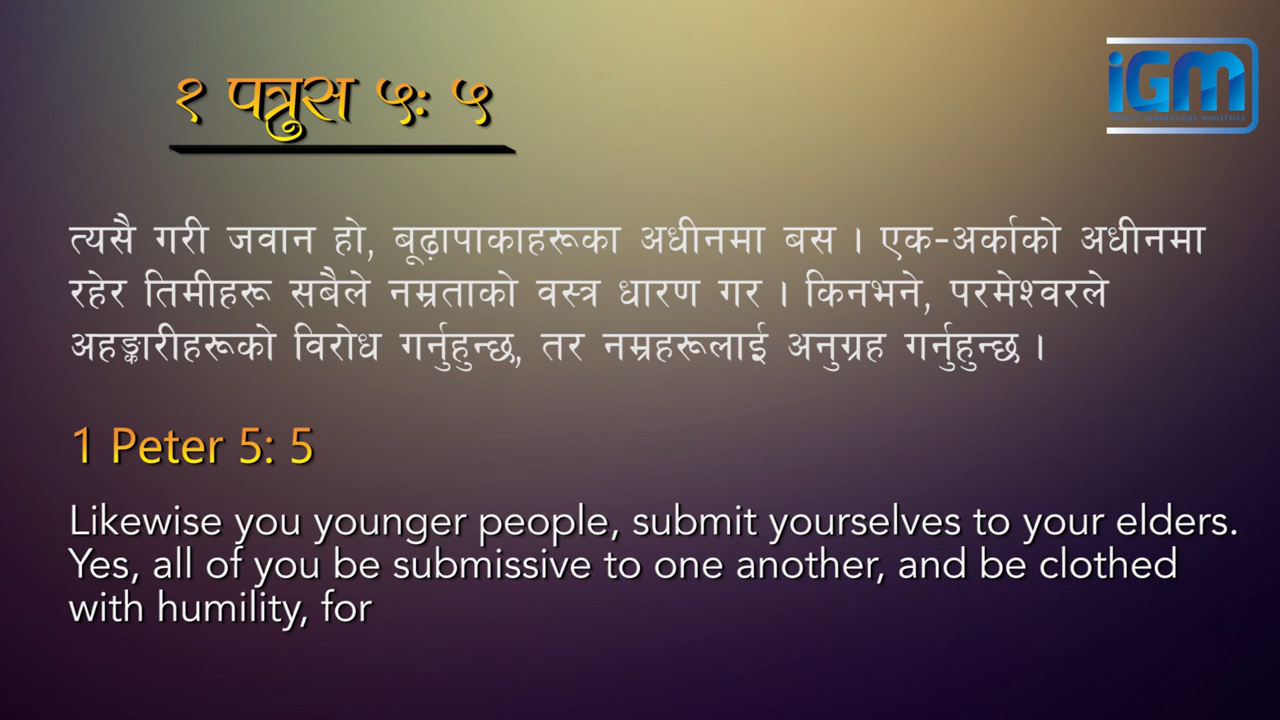 १ पत्रुस ५: ५
iGM
GENERATIONS MINISTRIES
त्यसै गरी जवान हो, बूढ़ापाकाहरूका अधीनमा बस । एक-अर्काको अधीनमा
रहेर तिमीहरू सबैले नम्रताको वस्त्र धारण गर । किनभने, परमेश्वरले
अहङ्कारीहरूको विरोध गर्नुहुन्छ, तर नम्रहरूलाई अनुग्रह गर्नुहुन्छ ।
1 Peter 5: 5
Likewise you younger people, submit yourselves to your elders.
Yes, all of you be submissive to one another, and be clothed
with humility, for